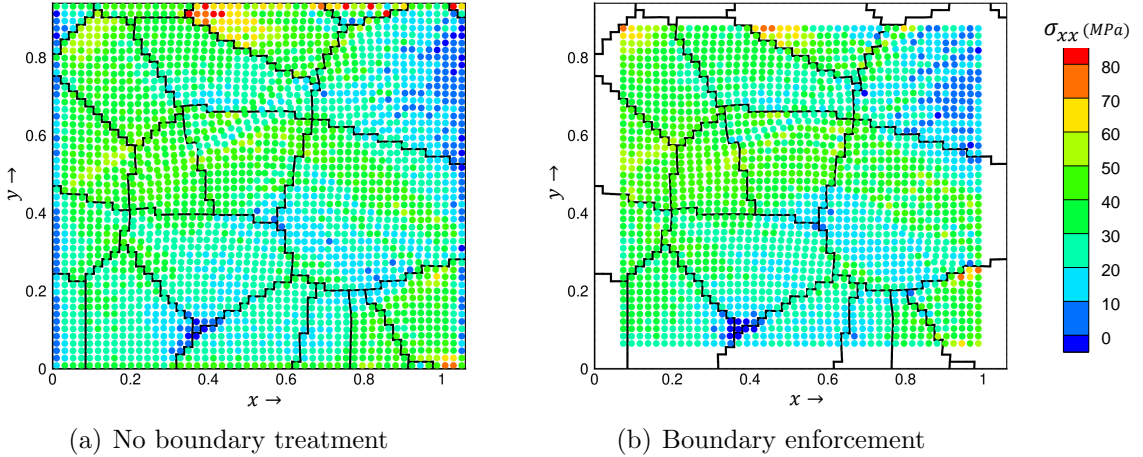 σxx (MPa)
80
70
60
50
40
30
20
10
0
0.8
0.6
0.4
0.2
0
y →
0 0.2 0.4 0.6 0.8 1
x →
0.8
0.6
0.4
0.2
0
y →
0 0.2 0.4 0.6 0.8 1
x →
(a) No boundary treatment
(b) Boundary enforcement